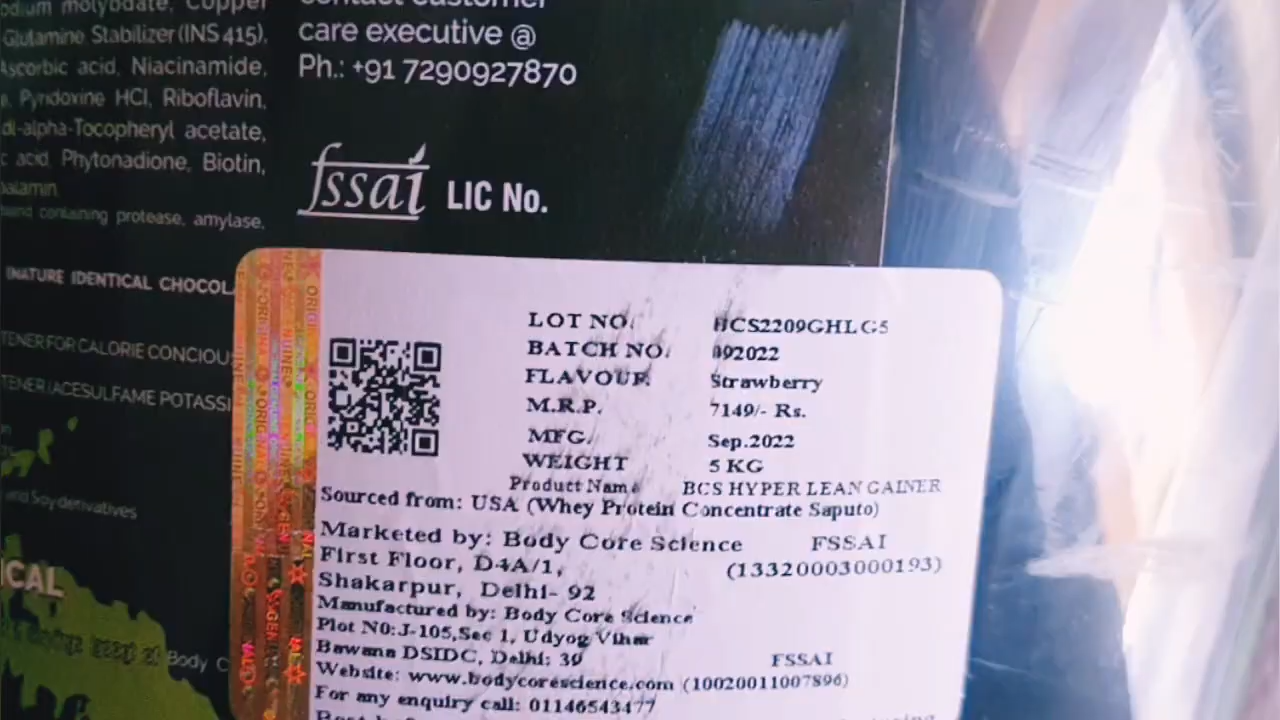 molybdate, Copper
Glutamine Stabilizer (INS 415),
Ascorbic acid, Niacinamide,
Pyridoxine HCl, Riboflavin,
dl-alpha-Tocopheryl acetate,
acid, Phytonadione, Biotin,
containing protease, amylase,
(NATURE IDENTICAL CHOCOL
TENER FOR CALORIE CONCIOU
TENER (ACESULFAME POTASSI
and Soy derivatives
ICAL
Body C
contact customer
care executive @
Ph.: +91 7290927870
fssai LIC No.
LOT NO. BCS2209GHLG5
BATCH NO. 092022
FLAVOUR Strawberry
M.R.P. 7149/- Rs.
MFG. Sep.2022
WEIGHT 5 KG
Product Name BCS HYPER LEAN GAINER
Sourced from: USA (Whey Protein Concentrate Saputo)
Marketed by: Body Core Science FSSAI
First Floor, D4A/1, (13320003000193)
Shakarpur, Delhi- 92
Manufactured by: Body Core Science
Plot N0:J-105,Sec 1, Udyog Vihar
Bawana DSIDC, Delhi: 39 FSSAI
Website: www.bodycorescience.com (10020011007896)
For any enquiry call: 01146543477